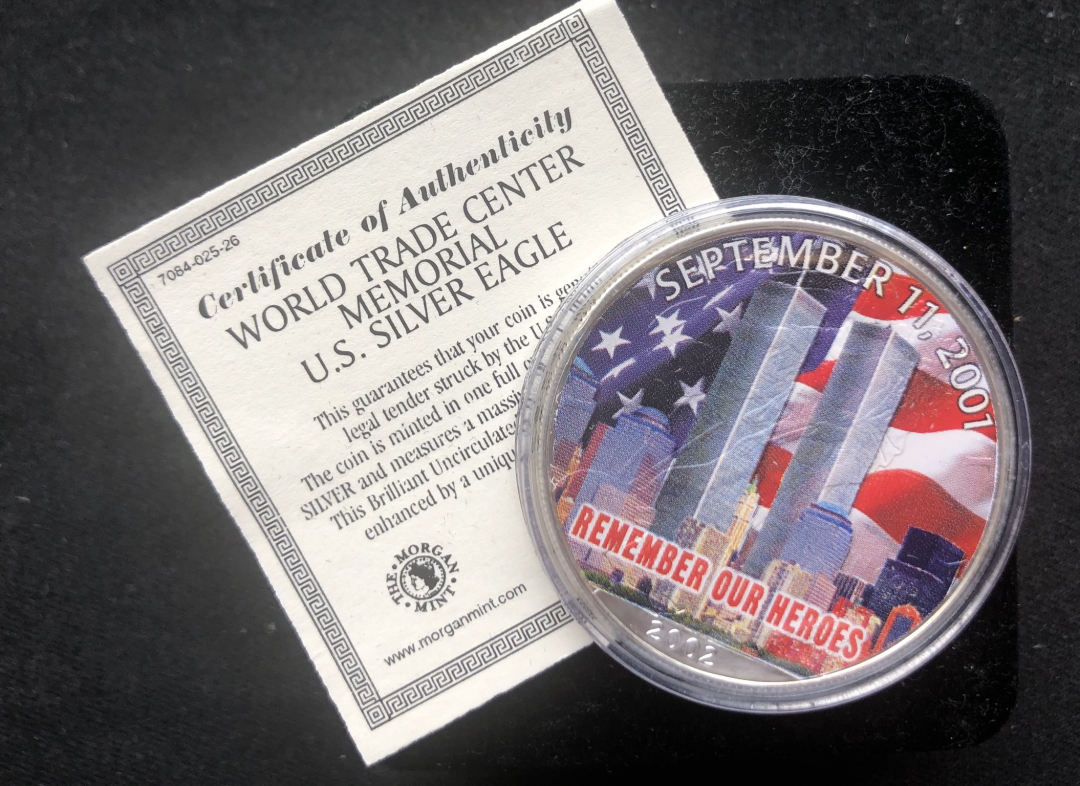 7084-025-26
Certificate of Authenticity
WORLD TRADE CENTER
MEMORIAL
U.S. SILVER EAGLE
This guarantees that your coin is
legal tender struck by the U.S.
The coin is minted in one full
SILVER and measures a
This Brilliant
enhanced by a
THE MORGAN MINT
www.morganmint.com
SEPTEMBER 11, 2001
REMEMBER OUR HEROES
2002